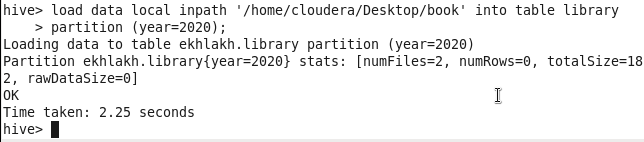 hive> load data local inpath '/home/cloudera/Desktop/book' into table library
    > partition (year=2020);
Loading data to table ekhlakh.library partition (year=2020)
Partition ekhlakh.library{year=2020} stats: [numFiles=2, numRows=0, totalSize=18
2, rawDataSize=0]
OK
Time taken: 2.25 seconds
hive>